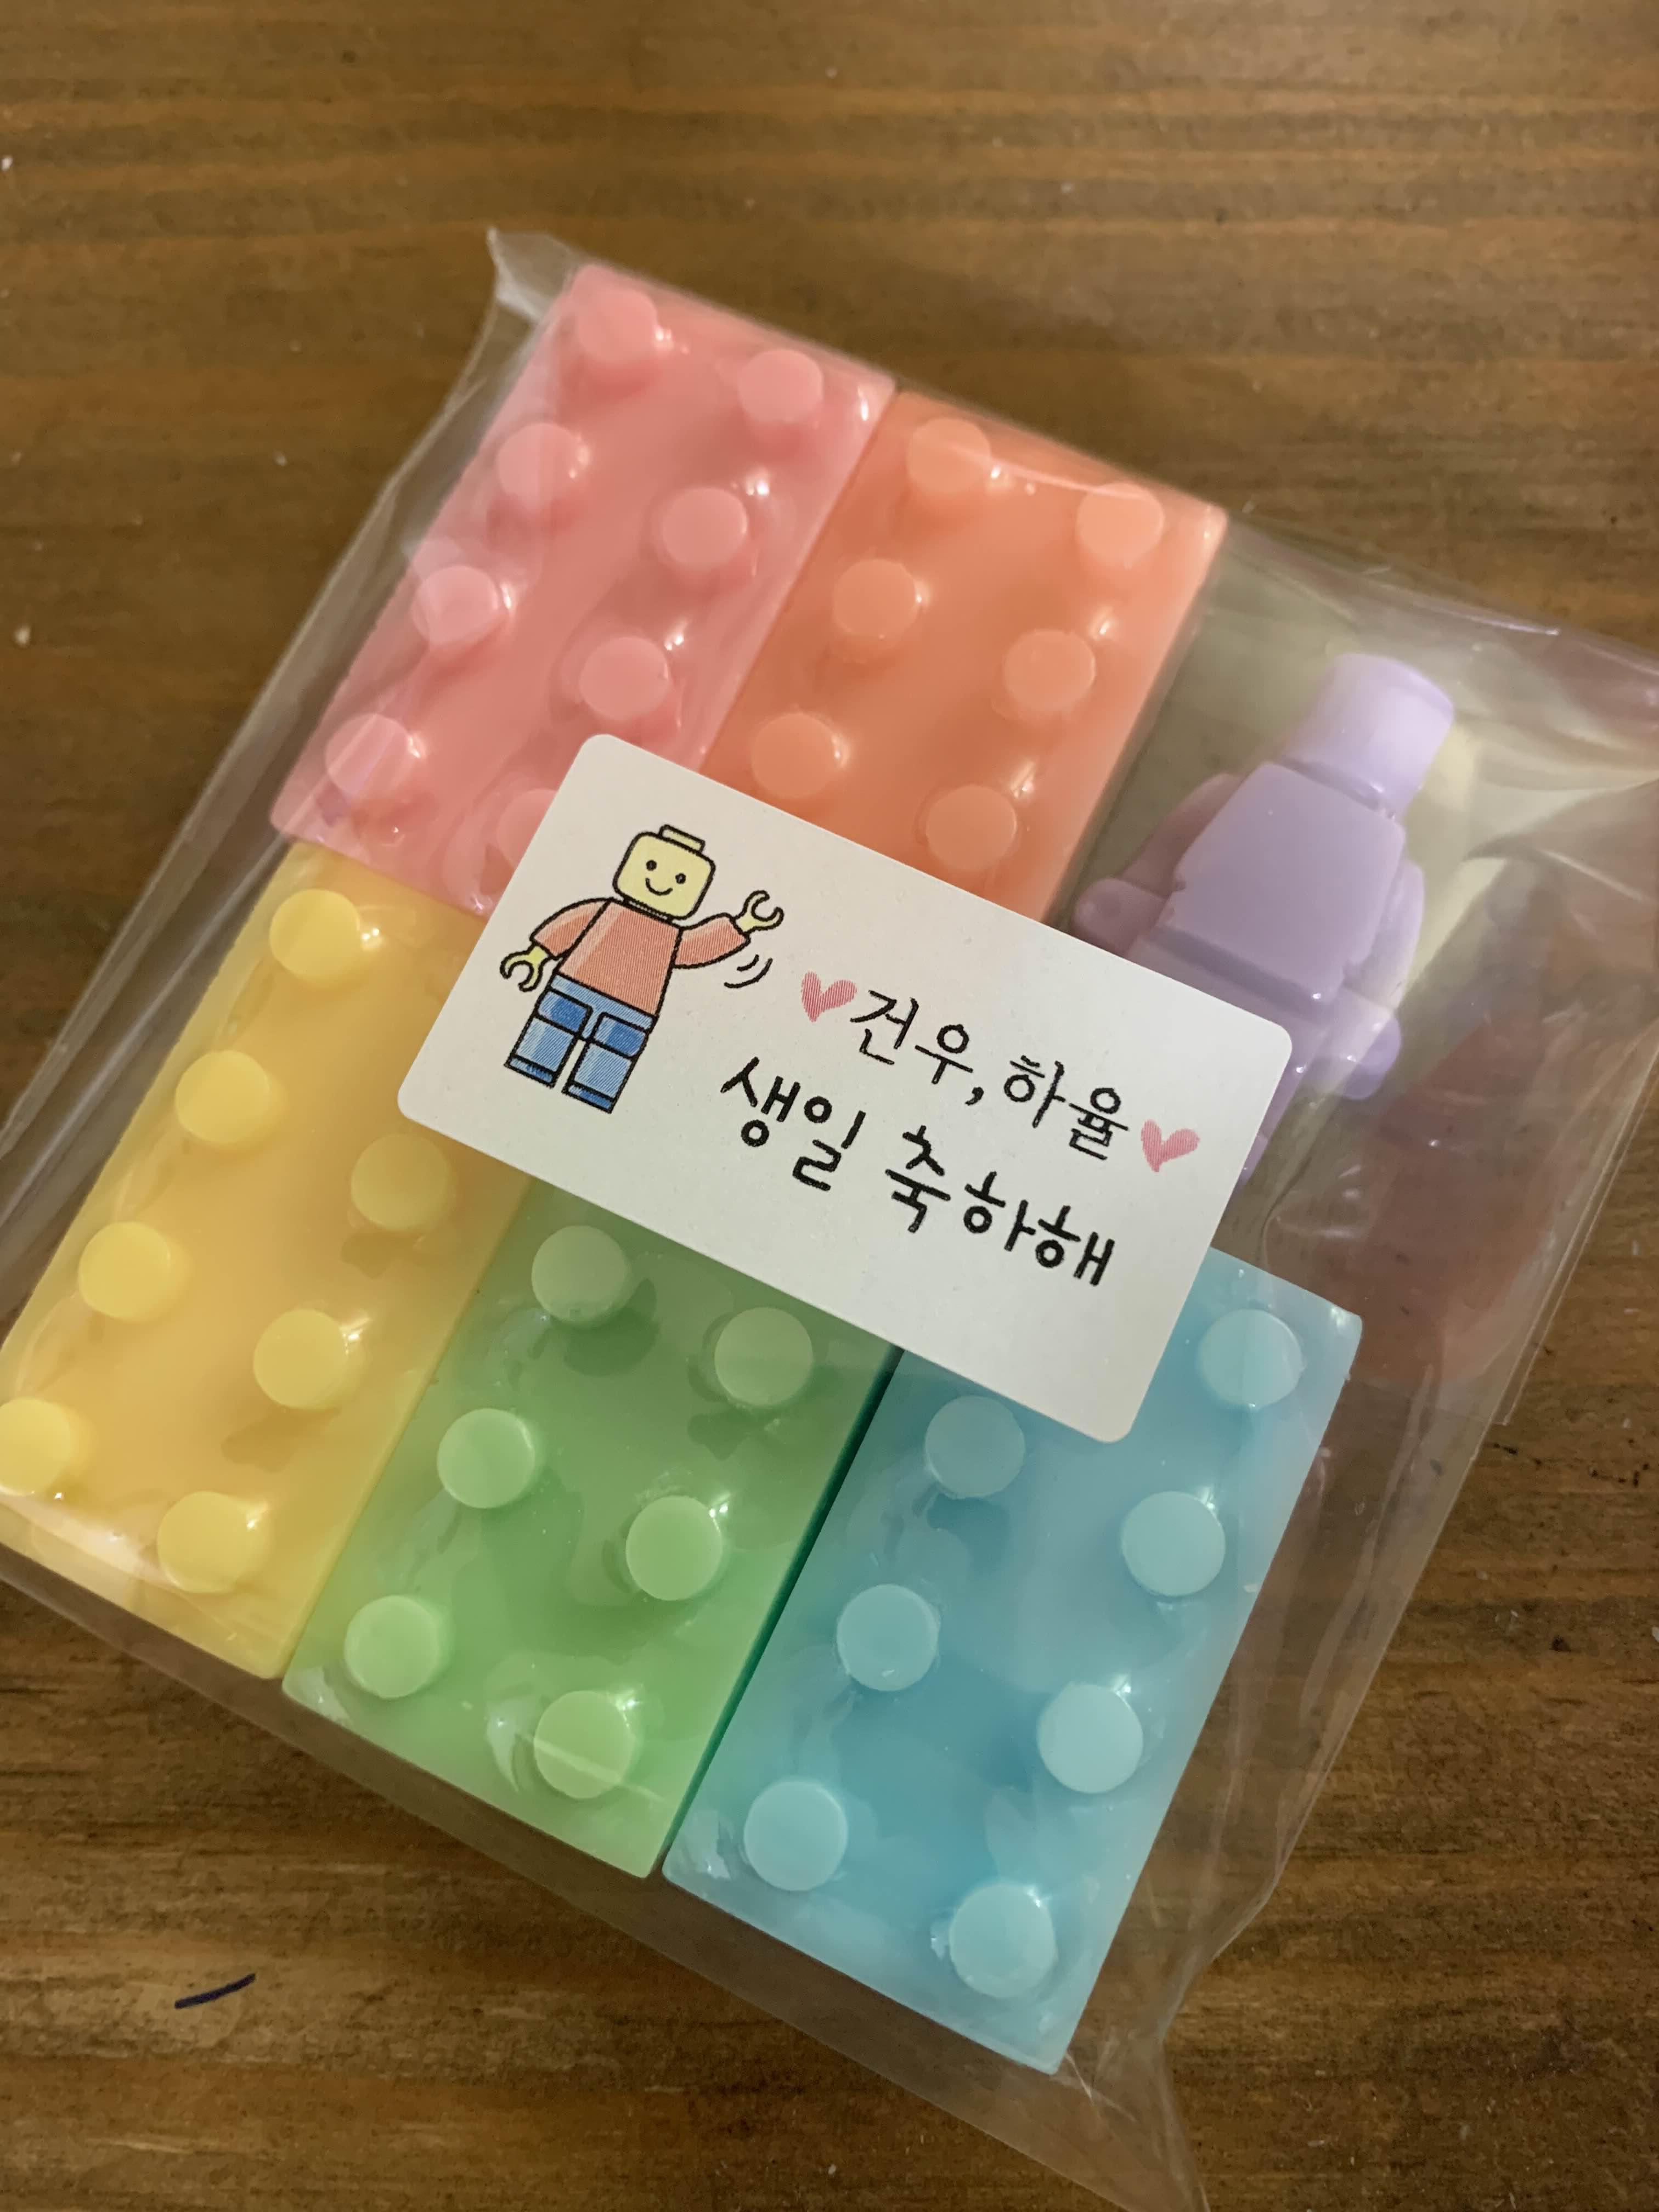 건우, 하율
생일 축하해